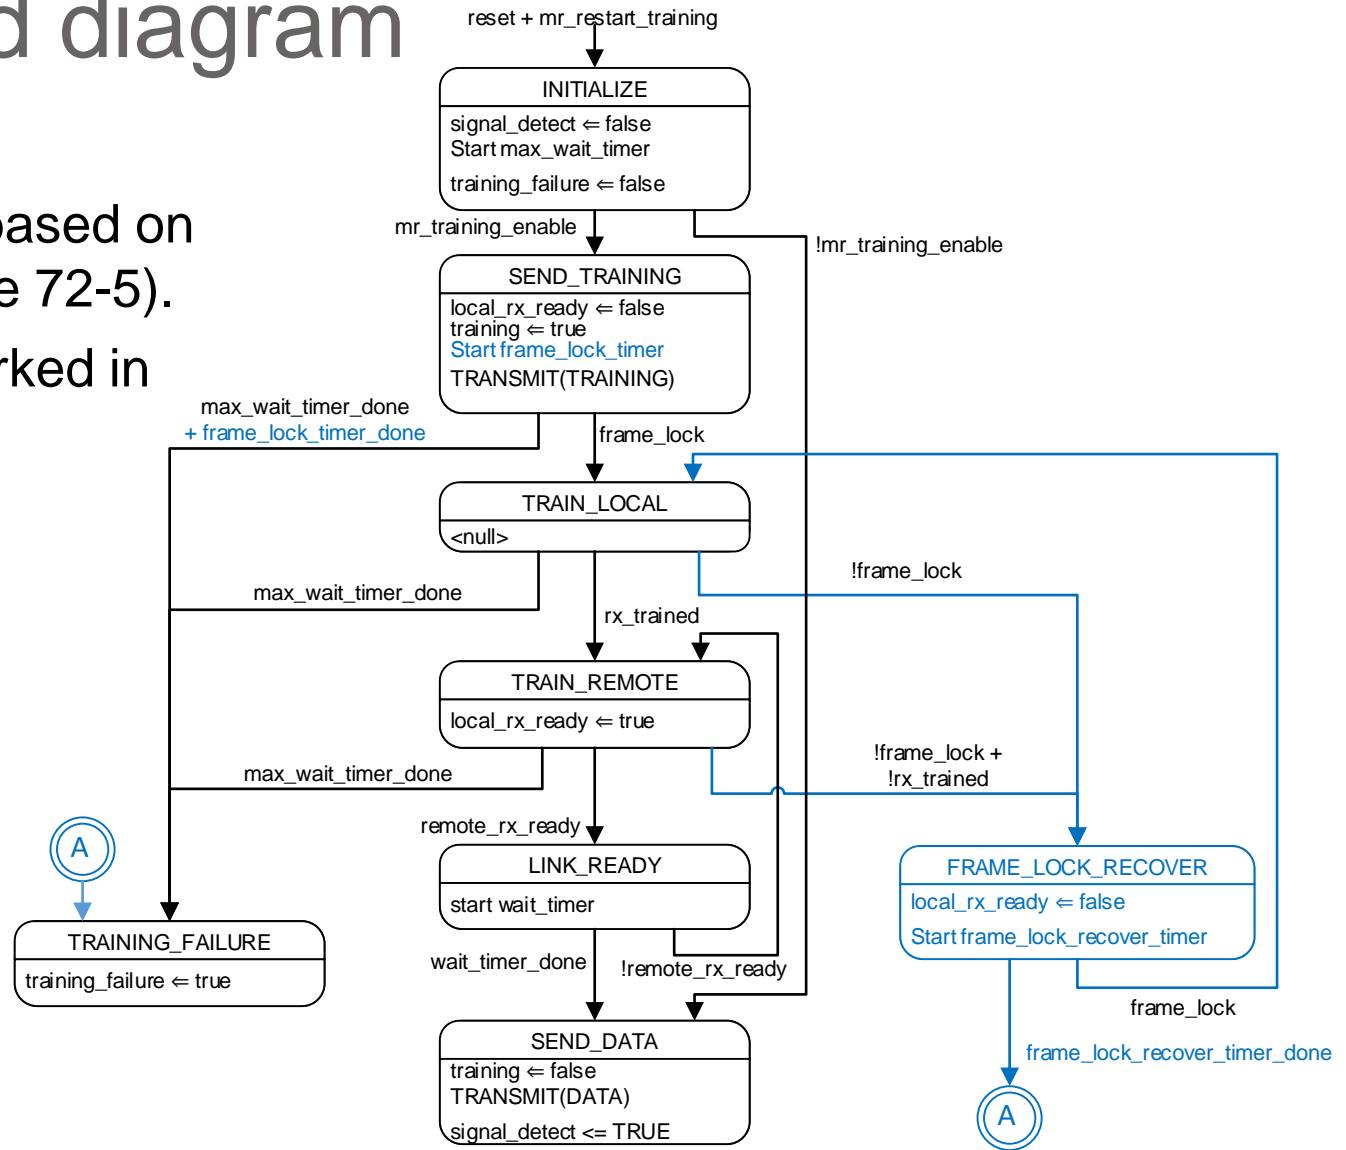 d diagram
reset + mr_restart_training
INITIALIZE
signal_detect ⇐ false
Start max_wait_timer
training_failure ⇐ false
based on
e 72-5).
rked in
mr_training_enable
!mr_training_enable
SEND_TRAINING
local_rx_ready ⇐ false
training ⇐ true
Start frame_lock_timer
TRANSMIT(TRAINING)
max_wait_timer_done
+ frame_lock_timer_done
frame_lock
TRAIN_LOCAL
<null>
!frame_lock
max_wait_timer_done
rx_trained
TRAIN_REMOTE
local_rx_ready ⇐ true
!frame_lock +
!rx_trained
max_wait_timer_done
remote_rx_ready
A
LINK_READY
start wait_timer
FRAME_LOCK_RECOVER
local_rx_ready ⇐ false
Start frame_lock_recover_timer
TRAINING_FAILURE
training_failure ⇐ true
wait_timer_done
!remote_rx_ready
frame_lock
SEND_DATA
training ⇐ false
TRANSMIT(DATA)
signal_detect <= TRUE
frame_lock_recover_timer_done
A